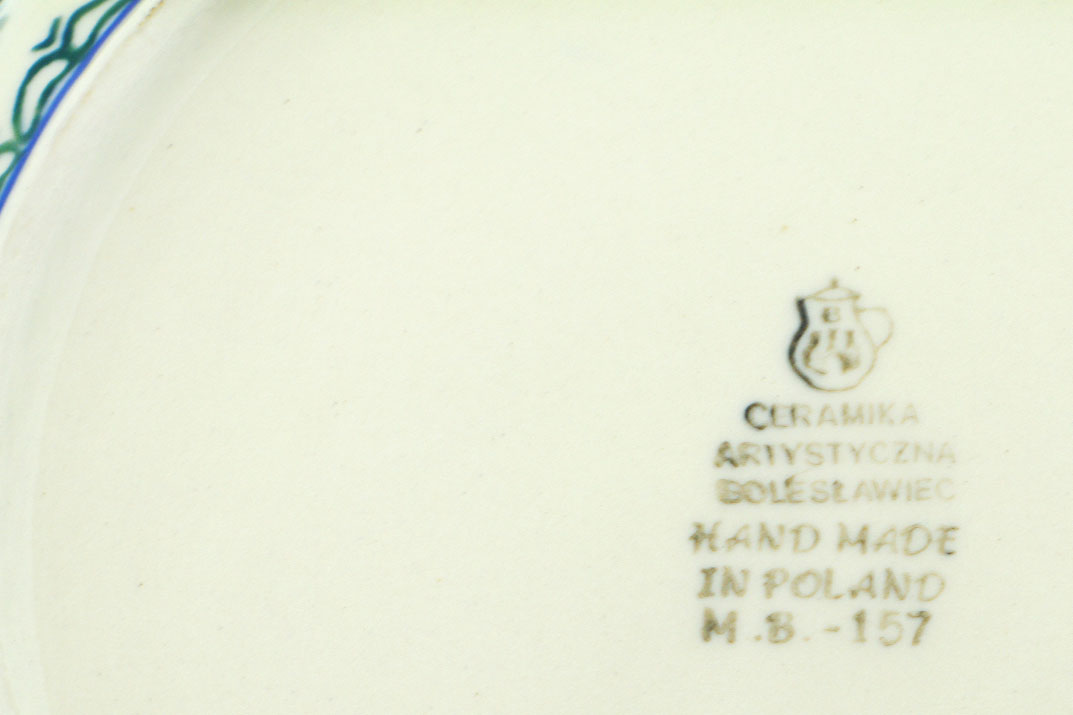 B
CERAMIKA
ARTYSTYCZNA
BOLESŁAWIEC
HAND MADE
IN POLAND
M.B.-157